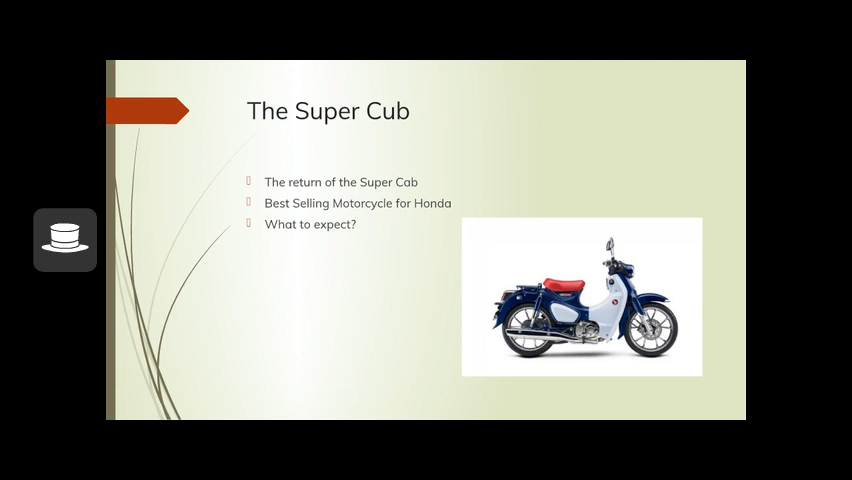 The Super Cub
The return of the Super Cab
Best Selling Motorcycle for Honda
What to expect?